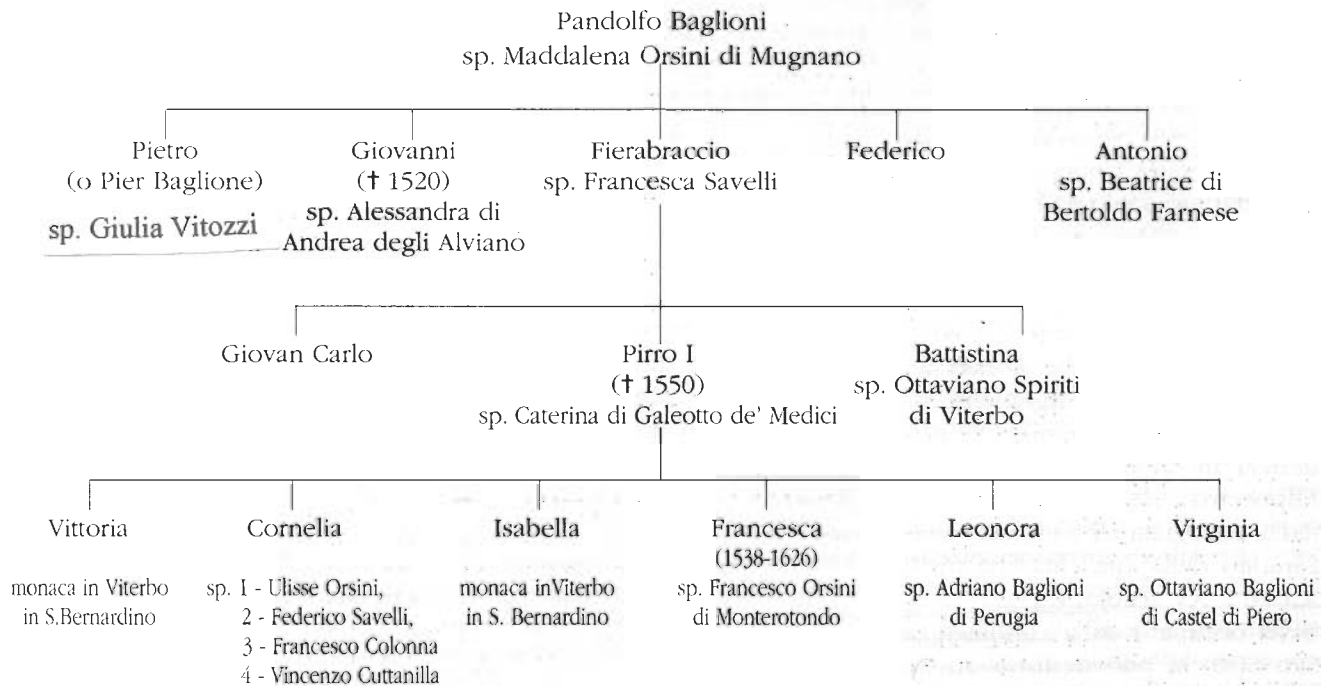 Pandolfo Baglioni
sp. Maddalena Orsini di Mugnano
Pietro
(o Pier Baglione)
sp. Giulia Vitozzi
Giovanni
(† 1520)
sp. Alessandra di
Andrea degli Alviano
Fierabraccio
sp. Francesca Savelli
Federico
Antonio
sp. Beatrice di
Bertoldo Farnese
Giovan Carlo
Pirro I
(† 1550)
sp. Caterina di Galeotto de' Medici
Battistina
sp. Ottaviano Spiriti
di Viterbo
Vittoria
monaca in Viterbo
in S.Bernardino
Cornelia
sp. 1 - Ulisse Orsini,
2 - Federico Savelli,
3 - Francesco Colonna
4 - Vincenzo Cuttanilla
Isabella
monaca inViterbo
in S. Bernardino
Francesca
(1538-1626)
sp. Francesco Orsini
di Monterotondo
Leonora
sp. Adriano Baglioni
di Perugia
Virginia
sp. Ottaviano Baglioni
di Castel di Piero